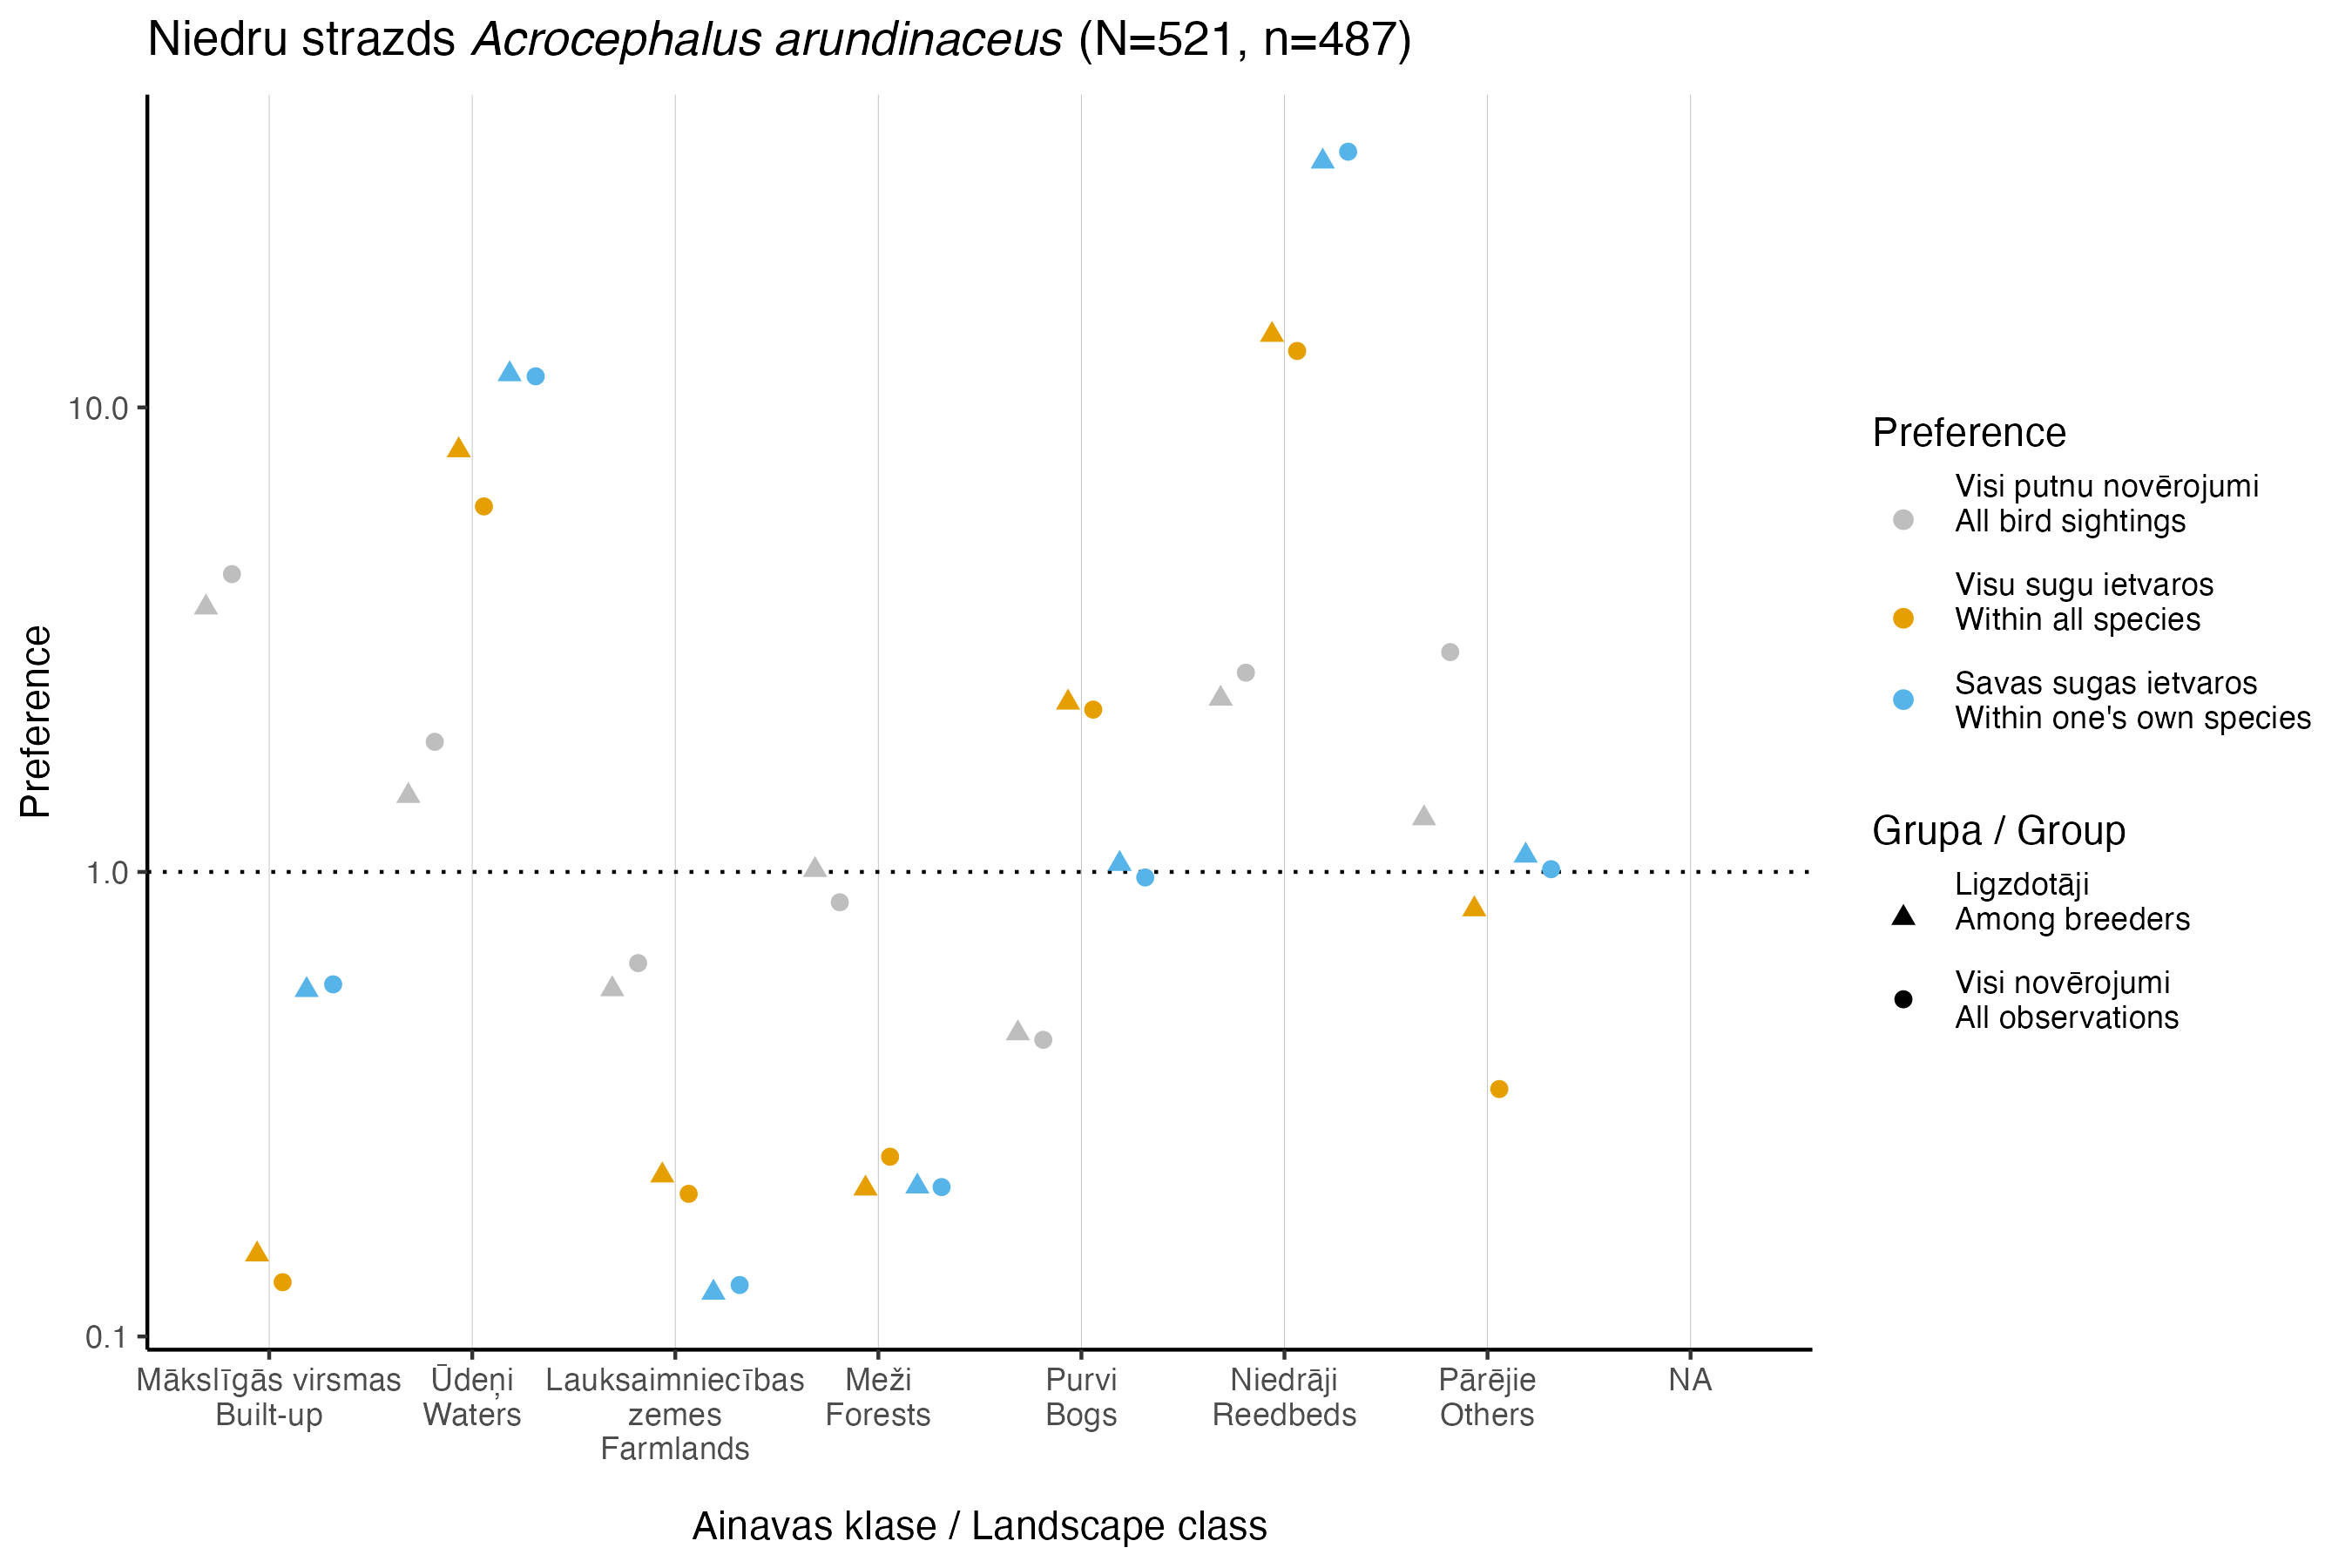 Niedru strazds Acrocephalus arundinaceus (N=521, n=487)
Preference
10.0
1.0
0.1
Mākslīgās virsmas
Built-up
Ūdeņi
Waters
Lauksaimniecības
zemes
Farmlands
Meži
Forests
Purvi
Bogs
Niedrāji
Reedbeds
Pārējie
Others
NA
Ainavas klase / Landscape class
Preference
Visi putnu novērojumi
All bird sightings
Visu sugu ietvaros
Within all species
Savas sugas ietvaros
Within one's own species
Grupa / Group
Ligzdotāji
Among breeders
Visi novērojumi
All observations